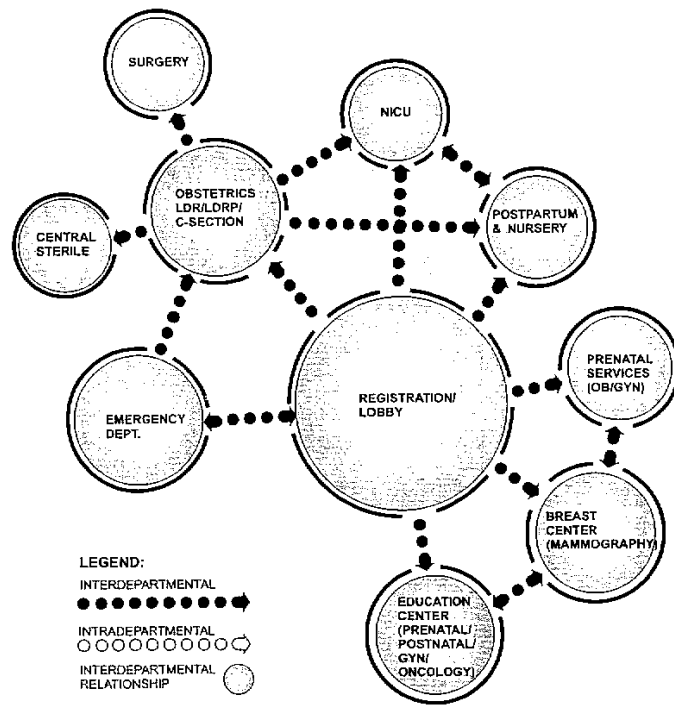 SURGERY
NICU
OBSTETRICS
LDR/LDRP/
C-SECTION
POSTPARTUM
& NURSERY
CENTRAL
STERILE
PRENATAL
SERVICES
(OB/GYN)
REGISTRATION/
LOBBY
EMERGENCY
DEPT.
BREAST
CENTER
(MAMMOGRAPHY)
EDUCATION
CENTER
(PRENATAL/
POSTNATAL/
GYN/
ONCOLOGY)
LEGEND:
INTERDEPARTMENTAL
INTRADEPARTMENTAL
INTERDEPARTMENTAL
RELATIONSHIP